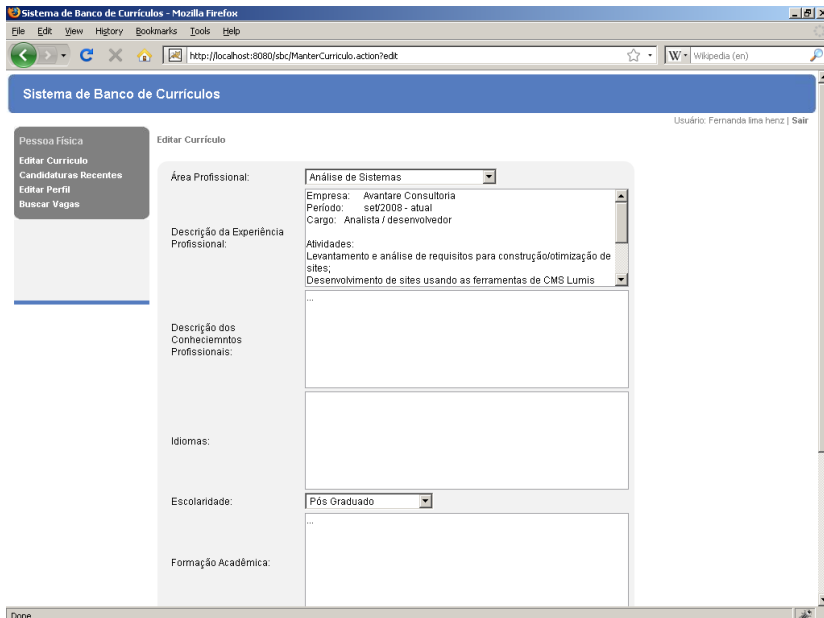 Sistema de Banco de Currículos - Mozilla Firefox
File Edit View History Bookmarks Tools Help
http://localhost:8080/sbc/ManterCurriculo.action?edit
W Wikipedia (en)
Sistema de Banco de Currículos
Usuário: Fernanda lima henz | Sair
Pessoa Física
Editar Curriculo
Candidaturas Recentes
Editar Perfil
Buscar Vagas
Editar Currículo
Área Profissional:
Análise de Sistemas
Descrição da Experiência
Profissional:
Empresa: Avantare Consultoria
Período: set/2008 - atual
Cargo: Analista / desenvolvedor
Atividades:
Levantamento e análise de requisitos para construção/otimização de
sites;
Desenvolvimento de sites usando as ferramentas de CMS Lumis
Descrição dos
Conheciemntos
Profissionais:
...
Idiomas:
Escolaridade:
Pós Graduado
Formação Acadêmica:
...
Done